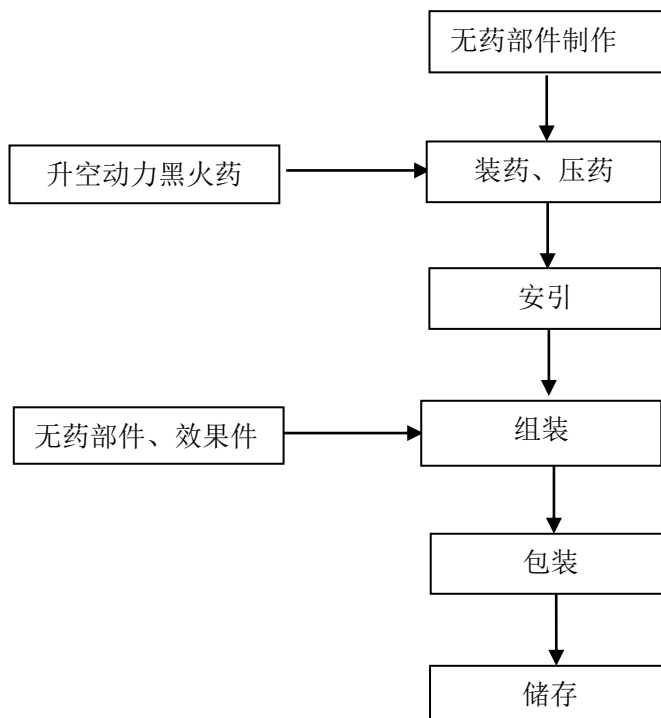 无药部件制作
升空动力黑火药
装药、压药
安引
无药部件、效果件
组装
包装
储存